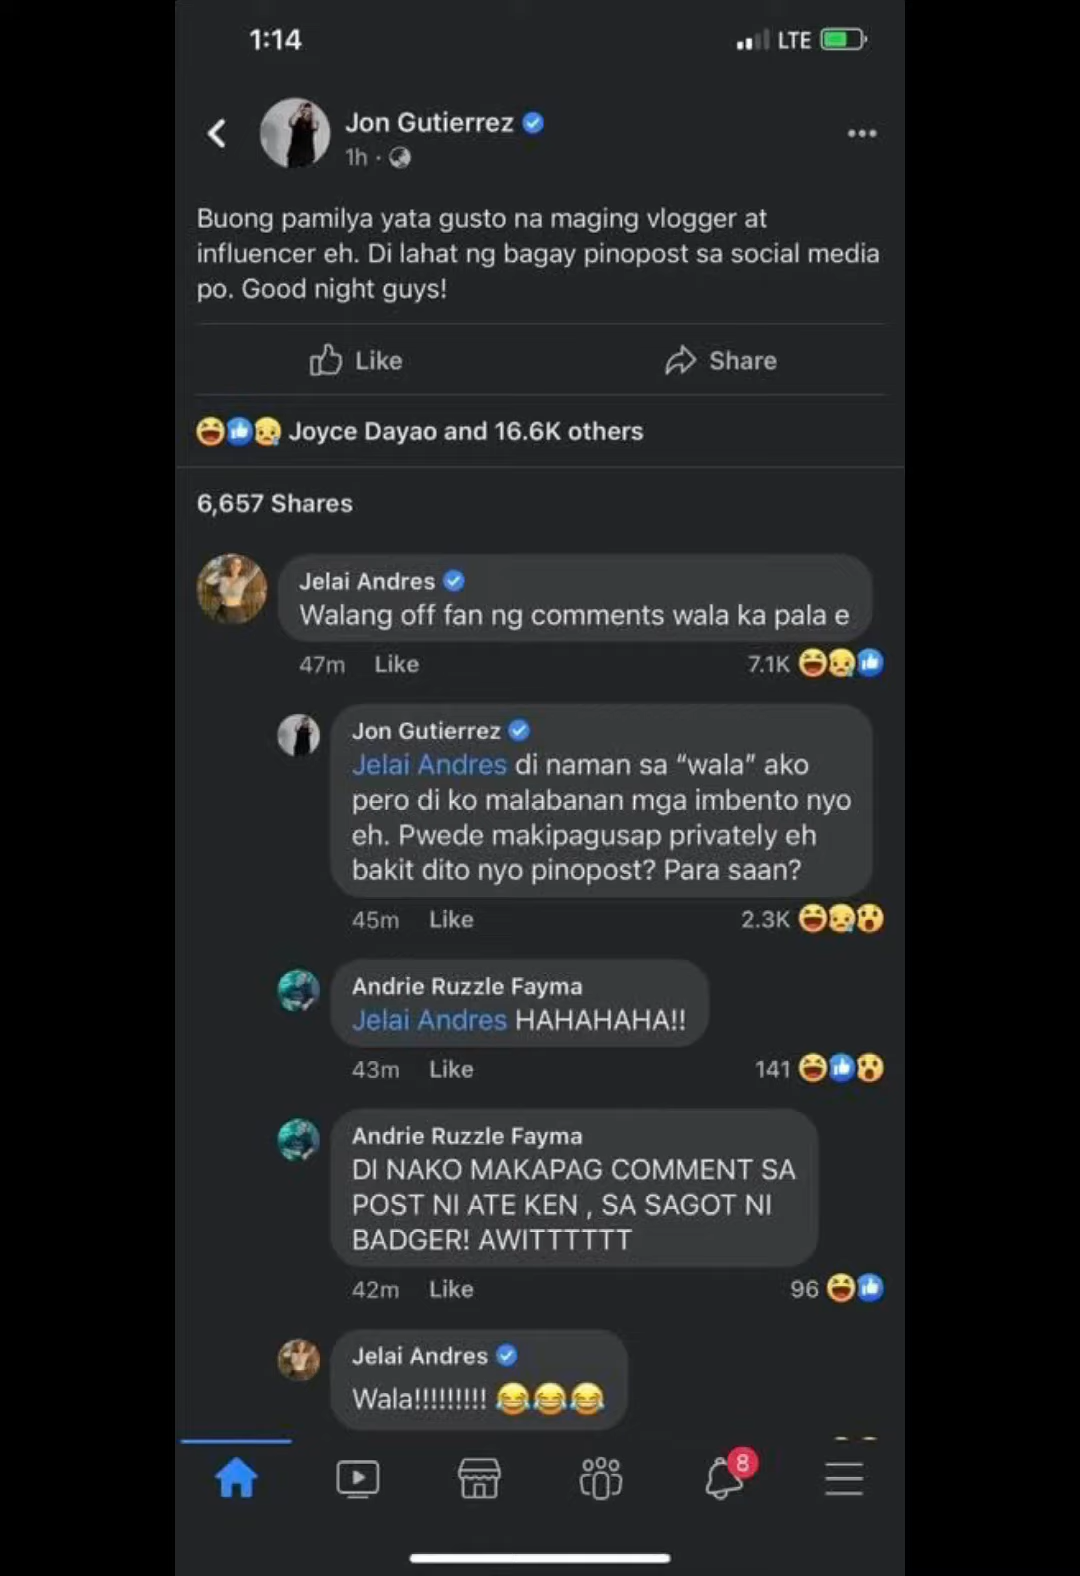 1:14
LTE
Jon Gutierrez
1h ·
Buong pamilya yata gusto na maging vlogger at
influencer eh. Di lahat ng bagay pinopost sa social media
po. Good night guys!
Like
Share
Joyce Dayao and 16.6K others
6,657 Shares
Jelai Andres
Walang off fan ng comments wala ka pala e
47m Like 7.1K
Jon Gutierrez
Jelai Andres di naman sa “wala” ako
pero di ko malabanan mga imbento nyo
eh. Pwede makipagusap privately eh
bakit dito nyo pinopost? Para saan?
45m Like 2.3K
Andrie Ruzzle Fayma
Jelai Andres HAHAHAHA!!
43m Like 141
Andrie Ruzzle Fayma
DI NAKO MAKAPAG COMMENT SA
POST NI ATE KEN , SA SAGOT NI
BADGER! AWITTTTTT
42m Like 96
Jelai Andres
Wala!!!!!!!!! 😂😂😂
8